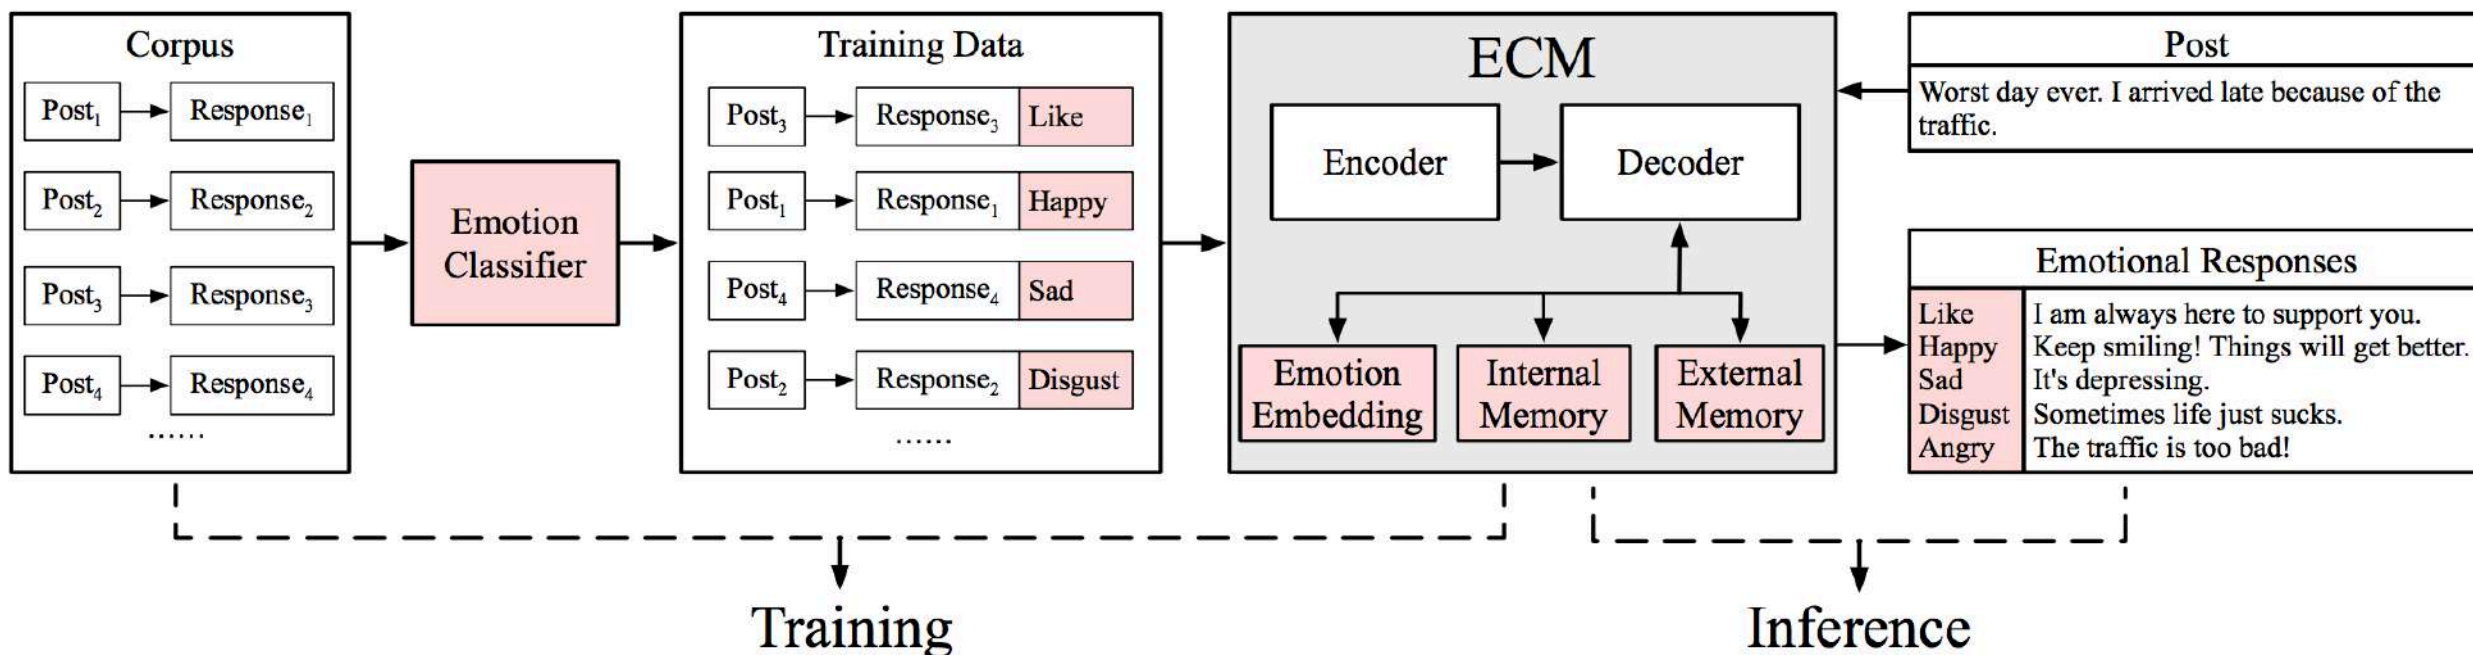 Corpus
Post₁ Response₁
Post₂ Response₂
Post₃ Response₃
Post₄ Response₄
......
Emotion
Classifier
Training Data
Post₃ Response₃ Like
Post₁ Response₁ Happy
Post₄ Response₄ Sad
Post₂ Response₂ Disgust
......
ECM
Encoder
Decoder
Emotion
Embedding
Internal
Memory
External
Memory
Post
Worst day ever. I arrived late because of the
traffic.
Emotional Responses
Like I am always here to support you.
Happy Keep smiling! Things will get better.
Sad It's depressing.
Disgust Sometimes life just sucks.
Angry The traffic is too bad!
Training
Inference